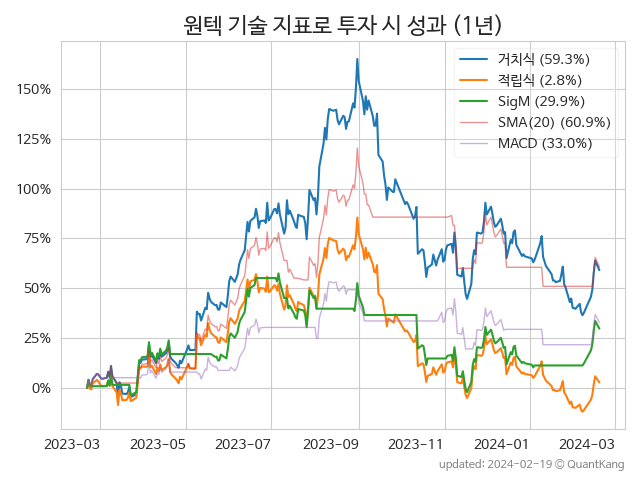 원텍 기술 지표로 투자 시 성과 (1년)
거치식 (59.3%)
적립식 (2.8%)
SigM (29.9%)
SMA(20) (60.9%)
MACD (33.0%)
150%
125%
100%
75%
50%
25%
0%
2023-03 2023-05 2023-07 2023-09 2023-11 2024-01 2024-03
updated: 2024-02-19 © QuantKang